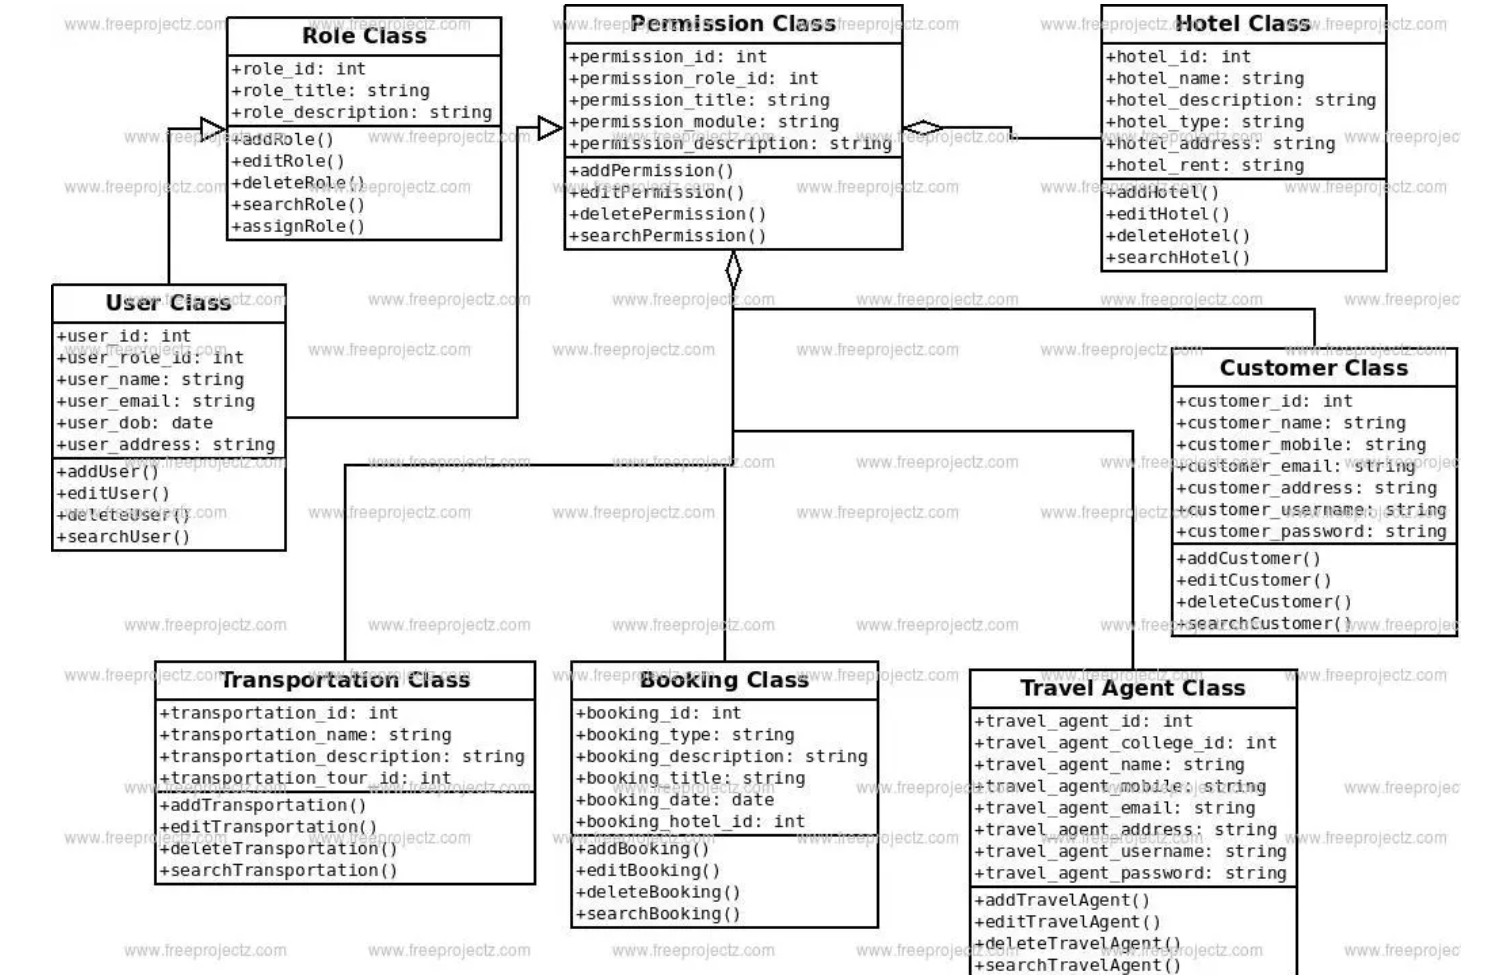 Role Class
+role_id: int
+role_title: string
+role_description: string
+addRole()
+editRole()
+deleteRole()
+searchRole()
+assignRole()
Permission Class
+permission_id: int
+permission_role_id: int
+permission_title: string
+permission_module: string
+permission_description: string
+addPermission()
+editPermission()
+deletePermission()
+searchPermission()
Hotel Class
+hotel_id: int
+hotel_name: string
+hotel_description: string
+hotel_type: string
+hotel_address: string
+hotel_rent: string
+addHotel()
+editHotel()
+deleteHotel()
+searchHotel()
User Class
+user_id: int
+user_role_id: int
+user_name: string
+user_email: string
+user_dob: date
+user_address: string
+addUser()
+editUser()
+deleteUser()
+searchUser()
Customer Class
+customer_id: int
+customer_name: string
+customer_mobile: string
+customer_email: string
+customer_address: string
+customer_username: string
+customer_password: string
+addCustomer()
+editCustomer()
+deleteCustomer()
+searchCustomer()
Transportation Class
+transportation_id: int
+transportation_name: string
+transportation_description: string
+transportation_tour_id: int
+addTransportation()
+editTransportation()
+deleteTransportation()
+searchTransportation()
Booking Class
+booking_id: int
+booking_type: string
+booking_description: string
+booking_title: string
+booking_date: date
+booking_hotel_id: int
+addBooking()
+editBooking()
+deleteBooking()
+searchBooking()
Travel Agent Class
+travel_agent_id: int
+travel_agent_college_id: int
+travel_agent_name: string
+travel_agent_mobile: string
+travel_agent_email: string
+travel_agent_address: string
+travel_agent_username: string
+travel_agent_password: string
+addTravelAgent()
+editTravelAgent()
+deleteTravelAgent()
+searchTravelAgent()
www.freeprojectz.com